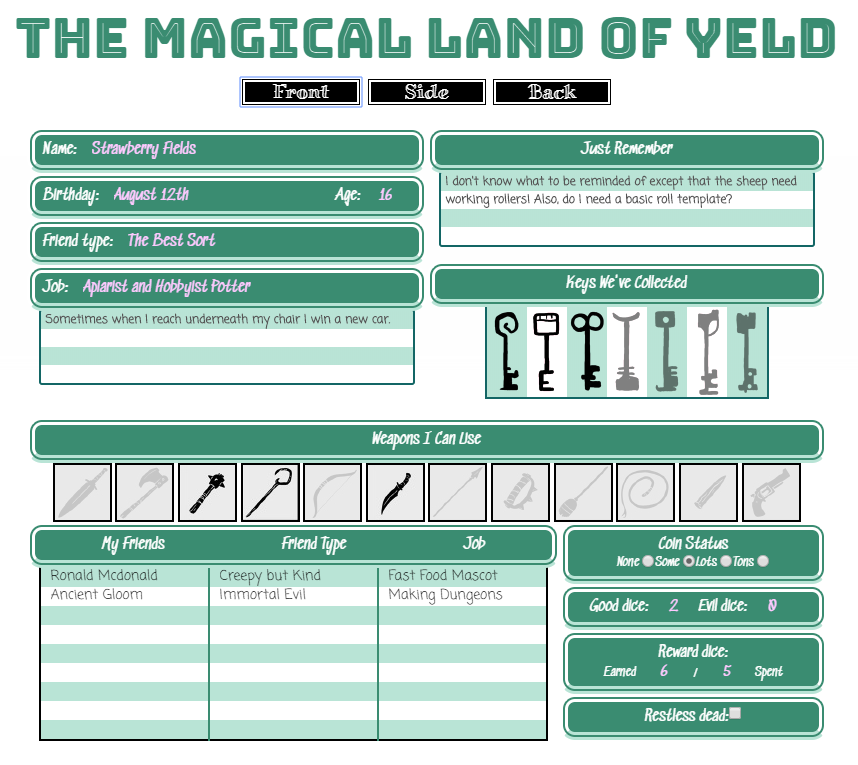 THE MAGICAL LAND OF YELD
Front Side Back
Name: Strawberry Fields
Birthday: August 12th Age: 16
Friend type: The Best Sort
Job: Apiarist and Hobbyist Potter
Sometimes when I reach underneath my chair I win a new car.
Just Remember
I don't know what to be reminded of except that the sheep need
working rollers! Also, do I need a basic roll template?
Keys We've Collected
Weapons I Can Use
My Friends Friend Type Job
Ronald Mcdonald Creepy but Kind Fast Food Mascot
Ancient Gloom Immortal Evil Making Dungeons
Coin Status
None Some Lots Tons
Good dice: 2 Evil dice: 0
Reward dice:
Earned 6 / 5 Spent
Restless dead: